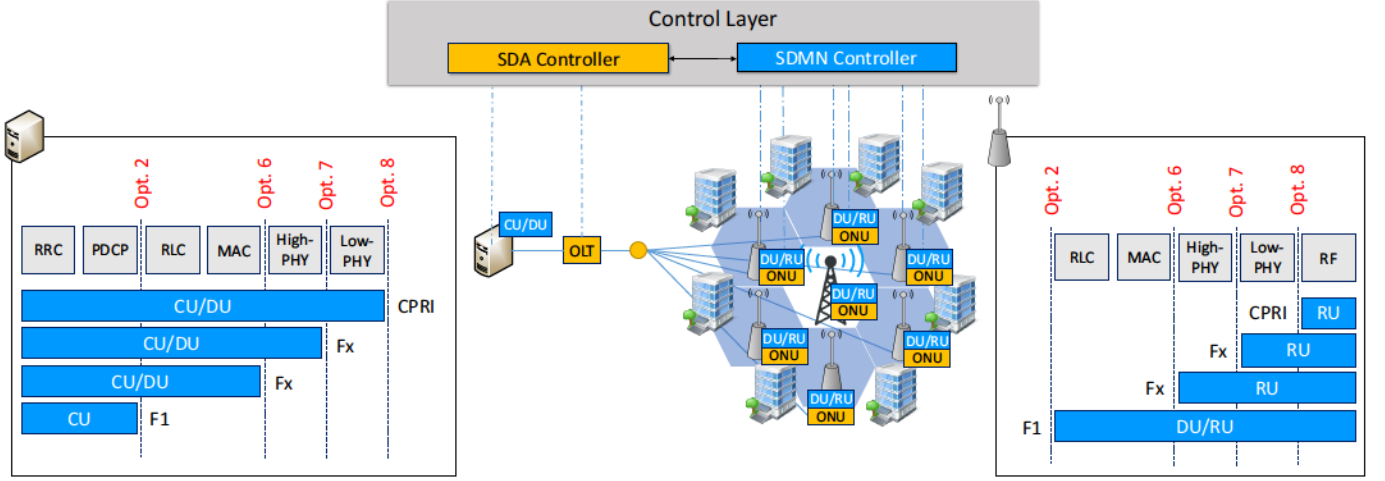 Control Layer
SDA Controller
SDMN Controller
Opt. 2
Opt. 6
Opt. 7
Opt. 8
RRC
PDCP
RLC
MAC
High-
PHY
Low-
PHY
CU/DU
CPRI
CU/DU
Fx
CU/DU
Fx
CU
F1
CU/DU
OLT
DU/RU
ONU
DU/RU
ONU
DU/RU
ONU
DU/RU
ONU
DU/RU
ONU
DU/RU
ONU
DU/RU
ONU
Opt. 2
Opt. 6
Opt. 7
Opt. 8
RLC
MAC
High-
PHY
Low-
PHY
RF
CPRI
RU
Fx
RU
Fx
RU
F1
DU/RU